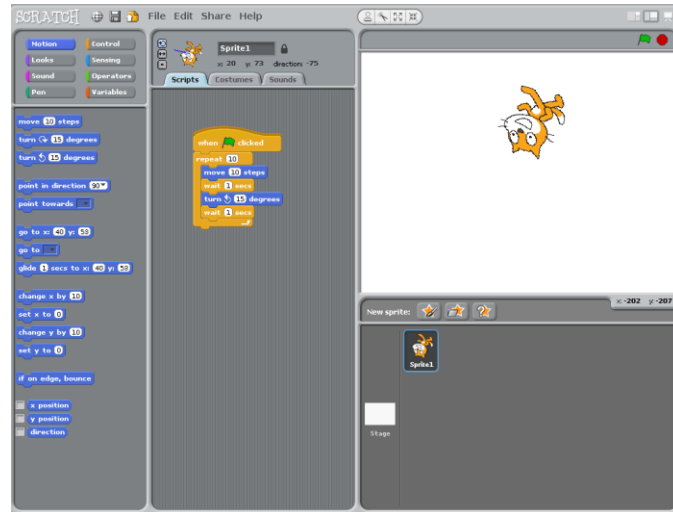 SCRATCH File Edit Share Help
Motion Control
Looks Sensing
Sound Operators
Pen Variables
move 10 steps
turn 15 degrees
turn 15 degrees
point in direction 90
point towards
go to x: 40 y: 53
go to
glide 1 secs to x: 40 y: 53
change x by 10
set x to 0
change y by 10
set y to 0
if on edge, bounce
x position
y position
direction
Sprite1
x: 20 y: 73 direction: -75
Scripts Costumes Sounds
when clicked
repeat 10
move 10 steps
wait 1 secs
turn 15 degrees
wait 1 secs
x: -202 y: -207
New sprite:
Sprite1
Stage